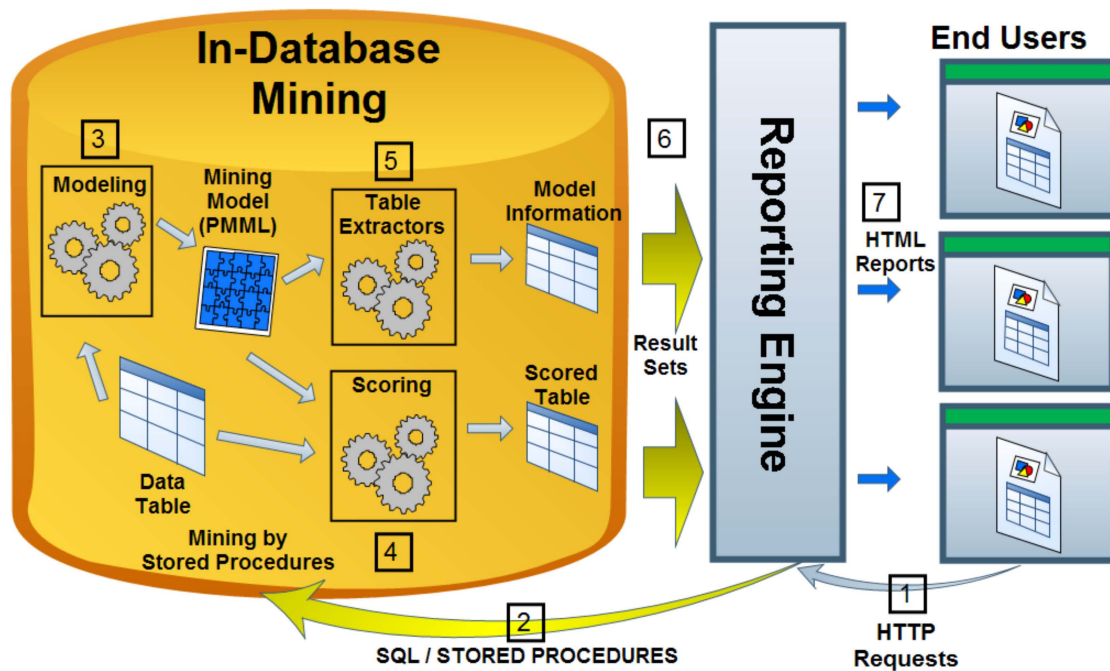 In-Database
Mining
3
Modeling
Mining
Model
(PMML)
5
Table
Extractors
Model
Information
Data
Table
Scoring
4
Scored
Table
Mining by
Stored Procedures
6
Result
Sets
Reporting Engine
End Users
7
HTML
Reports
1
HTTP
Requests
2
SQL / STORED PROCEDURES